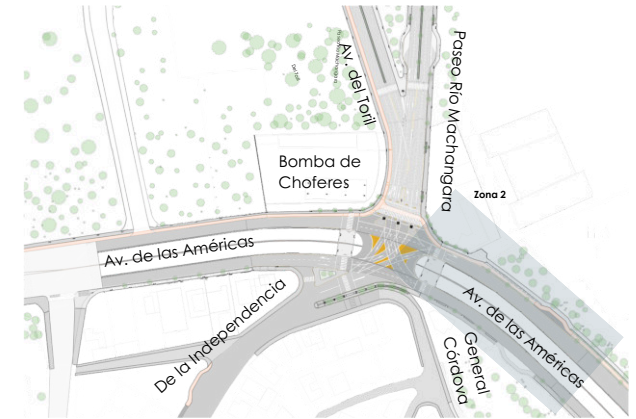 Av. del Toril
Paseo Río Machangara
Bomba de
Choferes
Zona 2
Av. de las Américas
De la Independencia
Av. de las Américas
General
Córdova